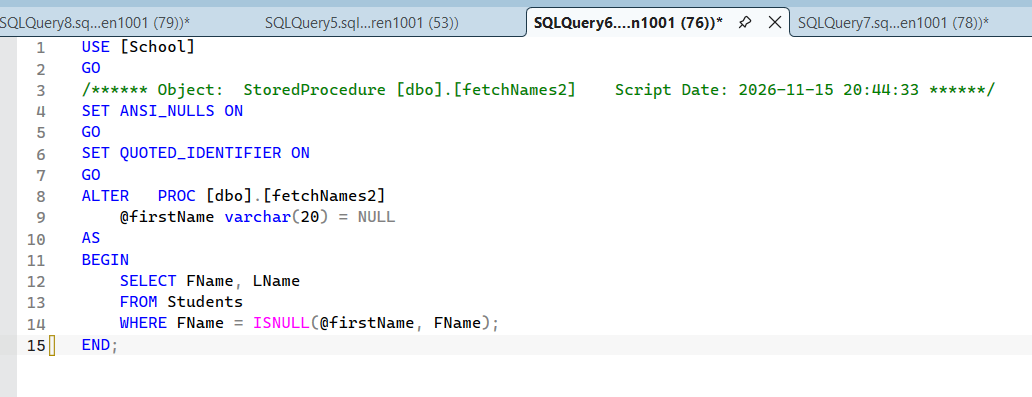 SQLQuery8.sq...en1001 (79))* SQLQuery5.sql...ren1001 (53)) SQLQuery6....n1001 (76))* SQLQuery7.sq...en1001 (78))*
1 USE [School]
2 GO
3 /****** Object:  StoredProcedure [dbo].[fetchNames2]    Script Date: 2026-11-15 20:44:33 ******/
4 SET ANSI_NULLS ON
5 GO
6 SET QUOTED_IDENTIFIER ON
7 GO
8 ALTER   PROC [dbo].[fetchNames2]
9     @firstName varchar(20) = NULL
10 AS
11 BEGIN
12     SELECT FName, LName
13     FROM Students
14     WHERE FName = ISNULL(@firstName, FName);
15 END;